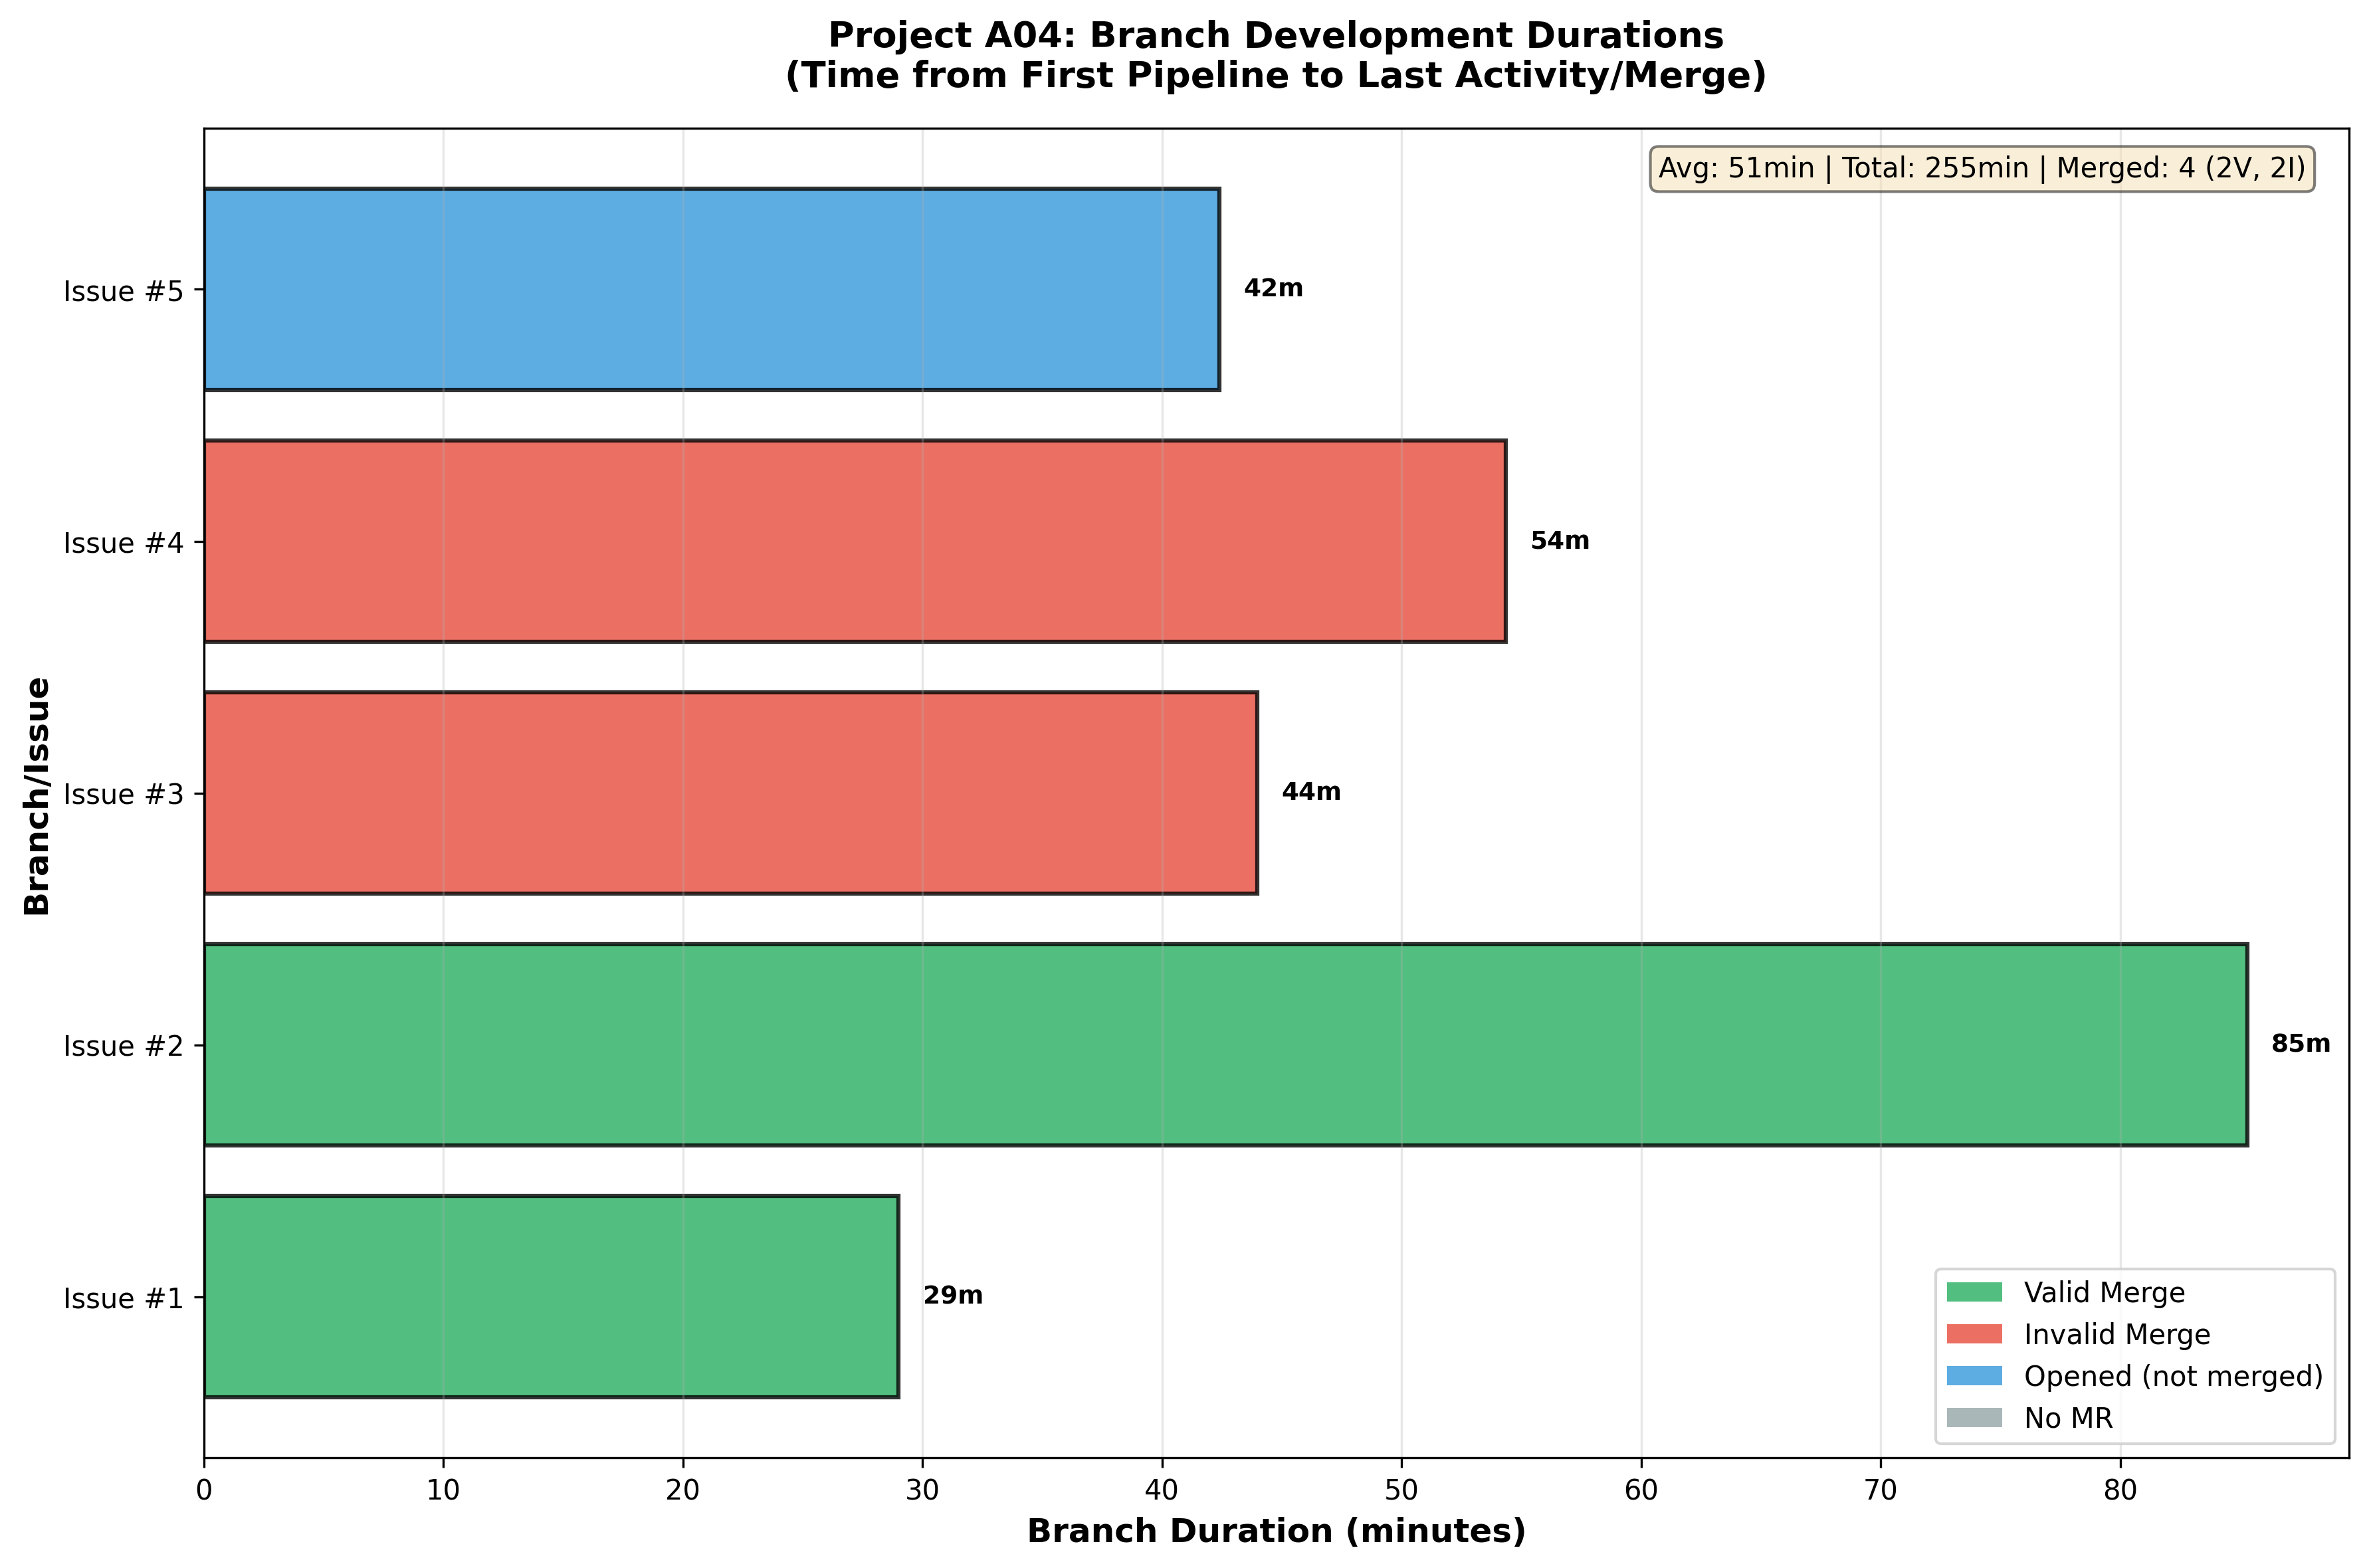 Project A04: Branch Development Durations
(Time from First Pipeline to Last Activity/Merge)
Avg: 51min | Total: 255min | Merged: 4 (2V, 2I)
Branch/Issue
Issue #5
42m
Issue #4
54m
Issue #3
44m
Issue #2
85m
Issue #1
29m
Valid Merge
Invalid Merge
Opened (not merged)
No MR
0 10 20 30 40 50 60 70 80
Branch Duration (minutes)